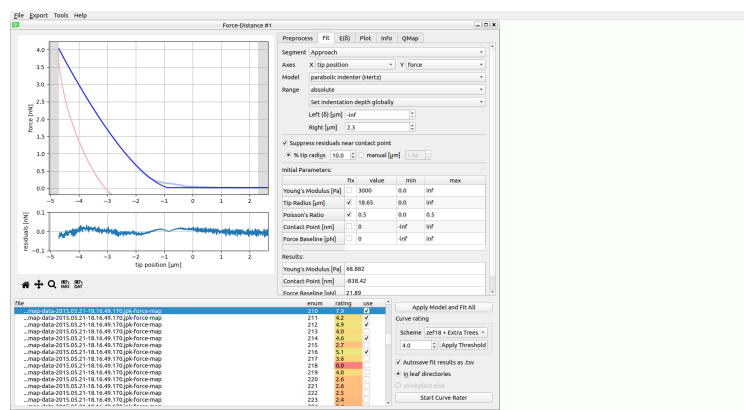 File Export Tools Help
Force-Distance #1
Preprocess Fit E(δ) Plot Info QMap
Segment Approach
Axes X tip position Y force
Model parabolic indenter (Hertz)
Range absolute
Set indentation depth globally
Left (δ) [µm] -inf
Right [µm] 2.3
Suppress residuals near contact point
% tip radius 10.0 manual [µm]
Initial Parameters:
fix value min max
Young's Modulus [Pa] 3000 0.0 inf
Tip Radius [µm] 18.65 0.0 inf
Poisson's Ratio 0.5 0.0 0.5
Contact Point [nm] 0 -inf inf
Force Baseline [pN] 0 -inf inf
Results:
Young's Modulus [Pa] 68.882
Contact Point [nm] -838.42
Force Baseline [pN] 21.89
force [nN]
4.0
3.5
3.0
2.5
2.0
1.5
1.0
0.5
0.0
−5 −4 −3 −2 −1 0 1 2
residuals [nN]
0.1
0.0
−0.1
−5 −4 −3 −2 −1 0 1 2
tip position [µm]
IMG DAT
File enum rating use
...map-data-2015.05.21-18.16.49.170.jpk-force-map 210 7.9
...map-data-2015.05.21-18.16.49.170.jpk-force-map 211 4.2
...map-data-2015.05.21-18.16.49.170.jpk-force-map 212 4.9
...map-data-2015.05.21-18.16.49.170.jpk-force-map 213 4.0
...map-data-2015.05.21-18.16.49.170.jpk-force-map 214 4.6
...map-data-2015.05.21-18.16.49.170.jpk-force-map 215 2.7
...map-data-2015.05.21-18.16.49.170.jpk-force-map 216 5.1
...map-data-2015.05.21-18.16.49.170.jpk-force-map 217 3.6
...map-data-2015.05.21-18.16.49.170.jpk-force-map 218 0.0
...map-data-2015.05.21-18.16.49.170.jpk-force-map 219 4.0
...map-data-2015.05.21-18.16.49.170.jpk-force-map 220 2.6
...map-data-2015.05.21-18.16.49.170.jpk-force-map 221 2.6
...map-data-2015.05.21-18.16.49.170.jpk-force-map 222 2.5
...map-data-2015.05.21-18.16.49.170.jpk-force-map 223 2.4
Apply Model and Fit All
Curve rating
Scheme zef18 + Extra Trees
4.0 Apply Threshold
Autosave fit results as .tsv
in leaf directories
someplace else
Start Curve Rater